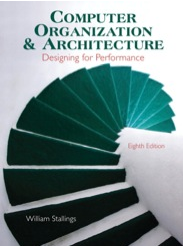 COMPUTER
ORGANIZATION
& ARCHITECTURE
Designing for Performance
Eighth Edition
William Stallings